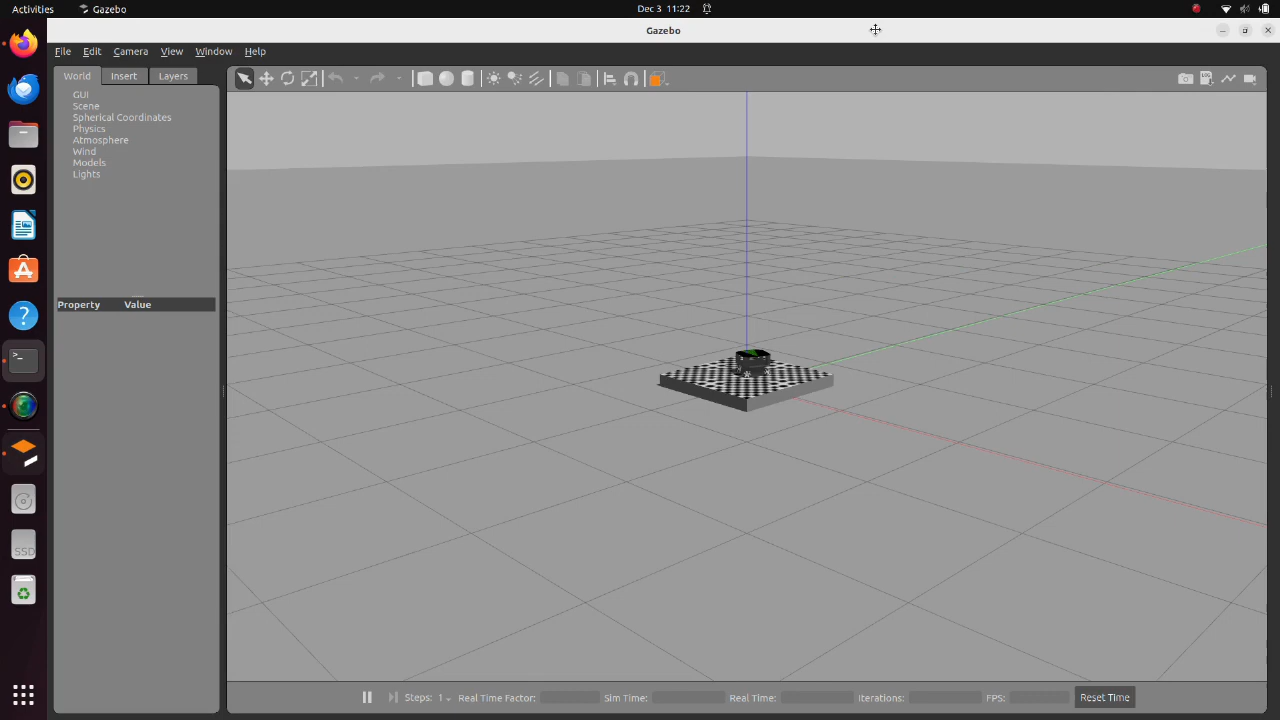 Activities Gazebo Dec 3 11:22
Gazebo
File Edit Camera View Window Help
World Insert Layers
GUI
Scene
Spherical Coordinates
Physics
Atmosphere
Wind
Models
Lights
Property Value
Steps: 1 Real Time Factor: Sim Time: Real Time: Iterations: FPS: Reset Time